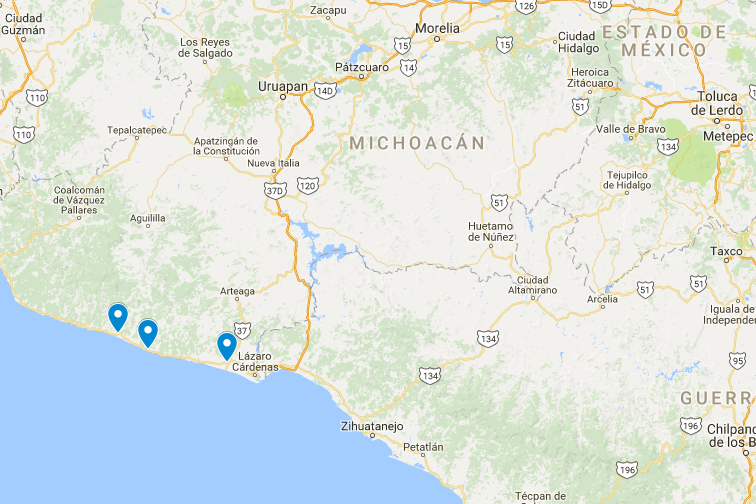 Zacapu
126
15D
Ciudad
Guzmán
Morelia
ESTADO DE
MÉXICO
Los Reyes
de Salgado
15
15
Ciudad
Hidalgo
Pátzcuaro
14
Heroica
Zitácuaro
Uruapan
14D
110
51
Toluca
de Lerdo
110
Tepalcatepec
Valle de Bravo
Metepec
Apatzingán de
la Constitución
MICHOACÁN
134
Nueva Italia
Tejupilco
de Hidalgo
37D
120
Coalcomán
de Vázquez
Pallares
51
Aguililla
Huetamo
de Núñez
Taxco
Ciudad
Altamirano
Arteaga
51
51
Arcelia
Iguala de
Independen
37
134
Lázaro
Cárdenas
95
134
GUERR
Zihuatanejo
196
Chilpanc
de los B
Petatlán
196
Técpan de